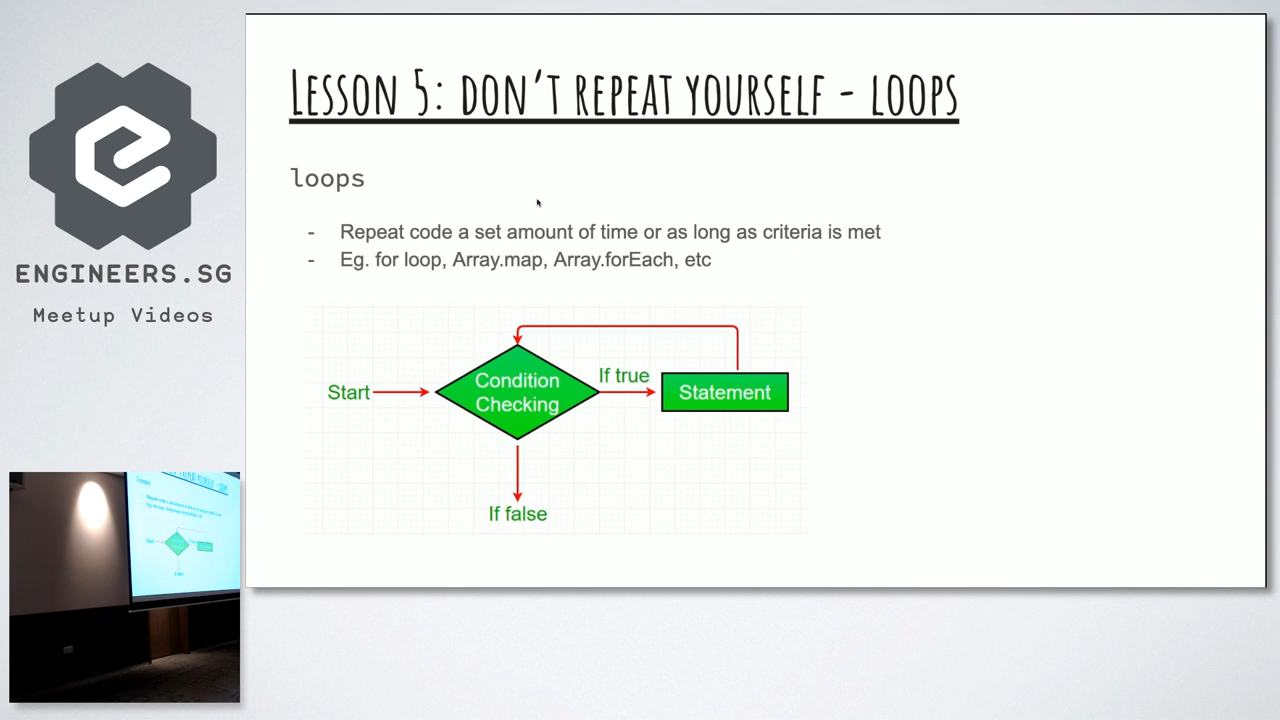 LESSON 5: DON'T REPEAT YOURSELF - LOOPS
loops
- Repeat code a set amount of time or as long as criteria is met
- Eg. for loop, Array.map, Array.forEach, etc
Start
Condition
Checking
If true
Statement
If false
ENGINEERS.SG
Meetup Videos